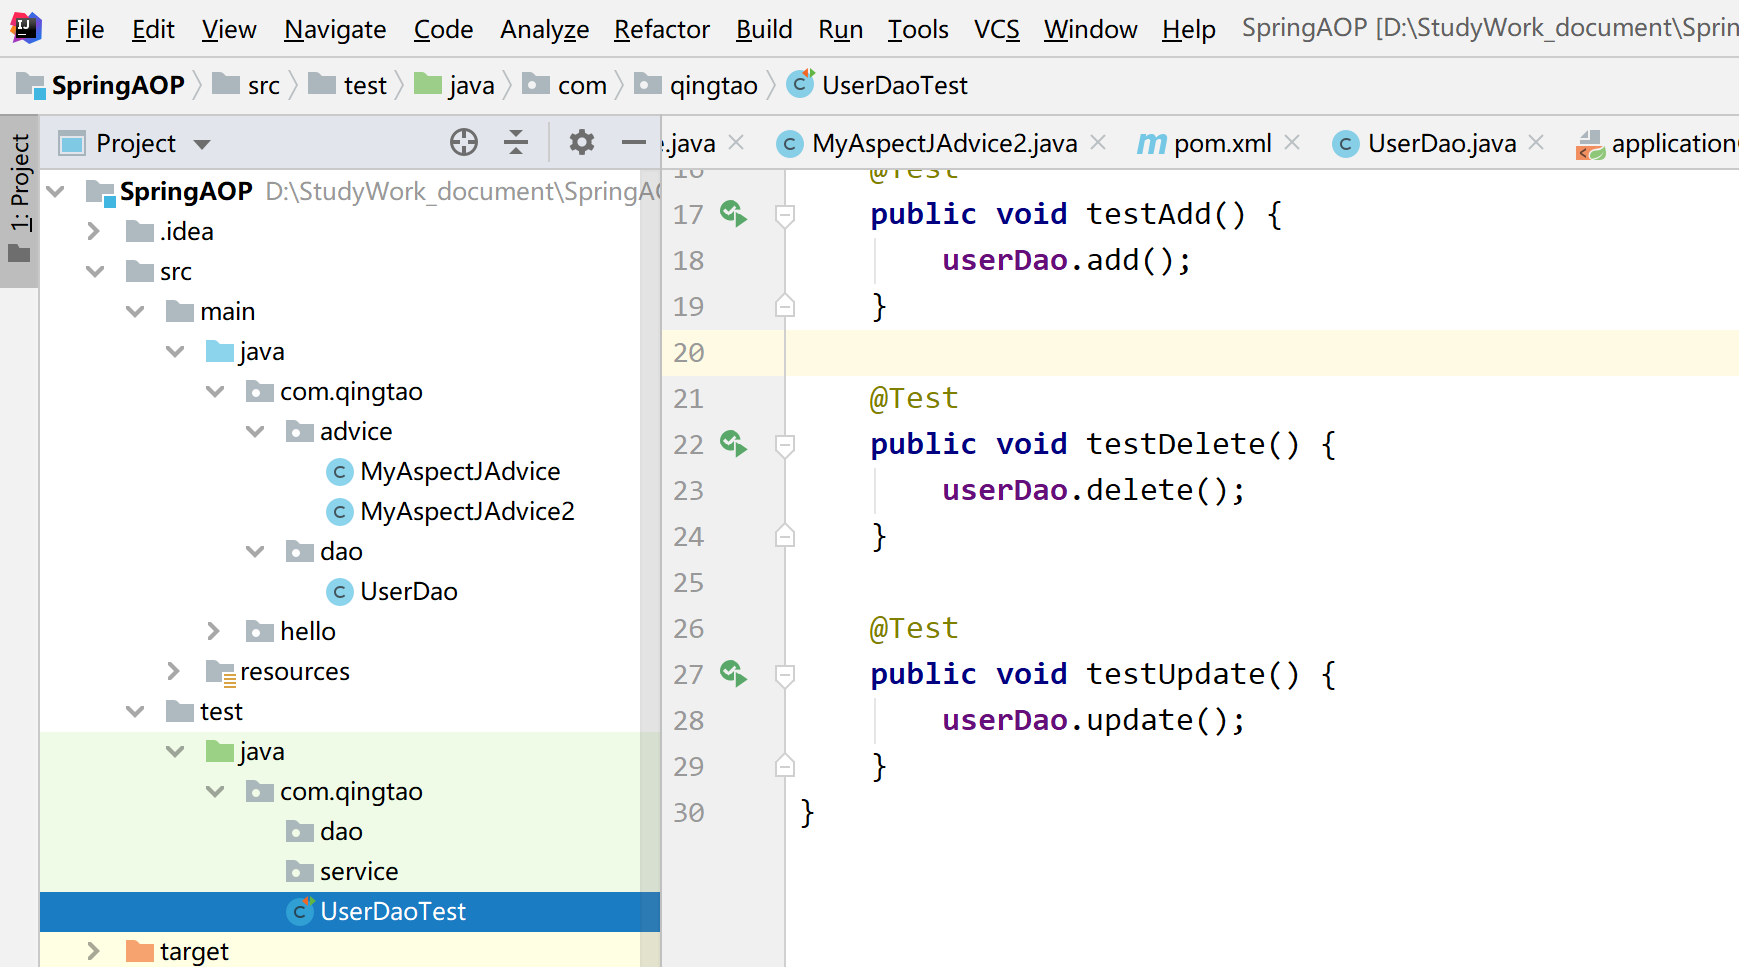 File Edit View Navigate Code Analyze Refactor Build Run Tools VCS Window Help SpringAOP [D:\StudyWork_document\Sprin
SpringAOP src test java com qingtao UserDaoTest
1: Project
Project
.java MyAspectJAdvice2.java pom.xml UserDao.java application
SpringAOP D:\StudyWork_document\SpringAO
.idea
src
main
java
com.qingtao
advice
MyAspectJAdvice
MyAspectJAdvice2
dao
UserDao
hello
resources
test
java
com.qingtao
dao
service
UserDaoTest
target
16 @Test
17 public void testAdd() {
18 userDao.add();
19 }
20
21 @Test
22 public void testDelete() {
23 userDao.delete();
24 }
25
26 @Test
27 public void testUpdate() {
28 userDao.update();
29 }
30 }